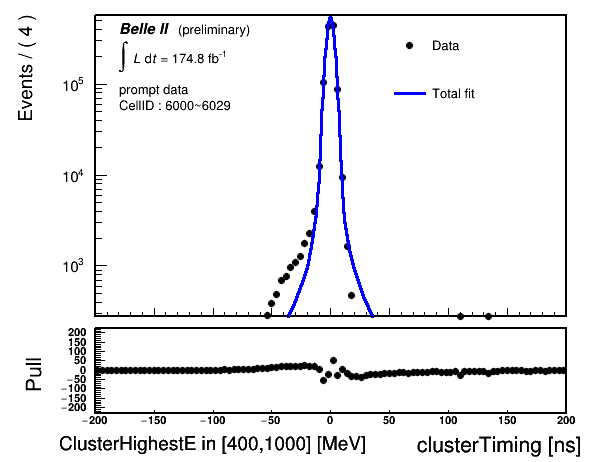 Events / ( 4 )
Belle II (preliminary)
∫ L dt = 174.8 fb⁻¹
prompt data
CellID : 6000~6029
Data
Total fit
10⁵
10⁴
10³
Pull
200
150
100
50
0
−50
−100
−150
−200
−200 −150 −100 −50 0 50 100 150 200
ClusterHighestE in [400,1000] [MeV] clusterTiming [ns]